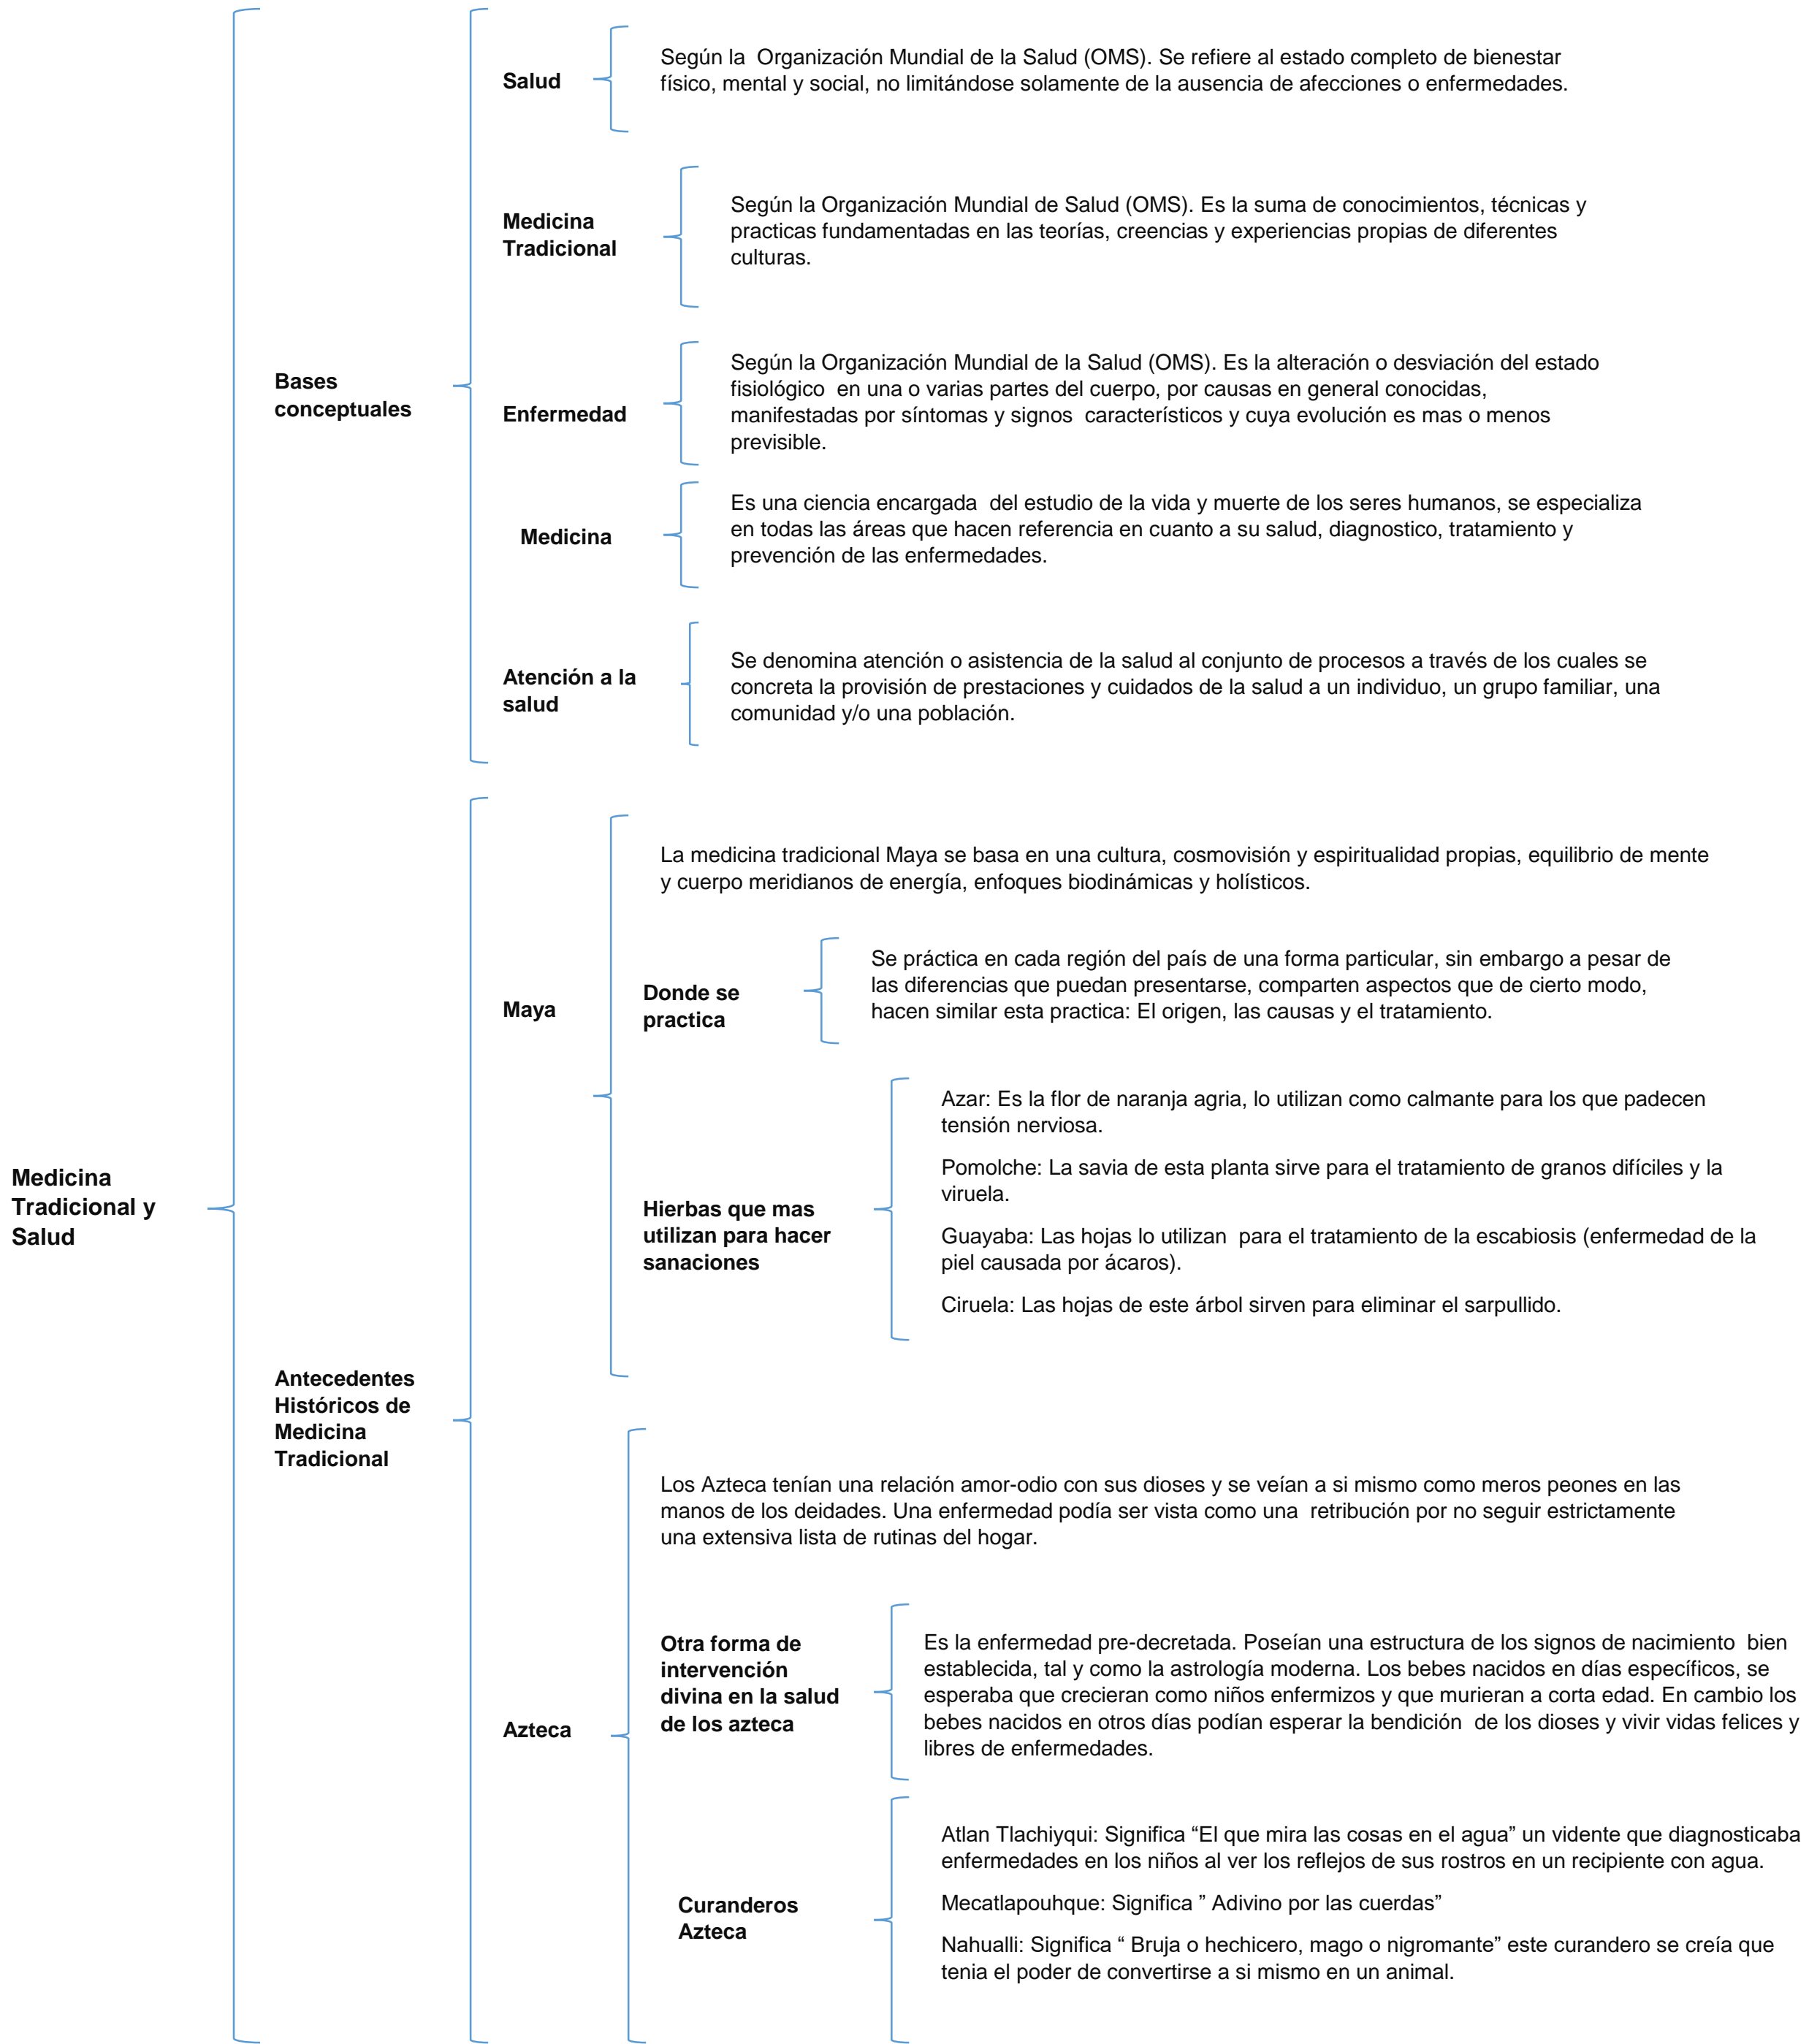 Salud
Según la Organización Mundial de la Salud (OMS). Se refiere al estado completo de bienestar
físico, mental y social, no limitándose solamente de la ausencia de afecciones o enfermedades.
Medicina
Tradicional
Según la Organización Mundial de Salud (OMS). Es la suma de conocimientos, técnicas y
practicas fundamentadas en las teorías, creencias y experiencias propias de diferentes
culturas.
Bases
conceptuales
Enfermedad
Según la Organización Mundial de la Salud (OMS). Es la alteración o desviación del estado
fisiológico en una o varias partes del cuerpo, por causas en general conocidas,
manifestadas por síntomas y signos característicos y cuya evolución es mas o menos
previsible.
Medicina
Es una ciencia encargada del estudio de la vida y muerte de los seres humanos, se especializa
en todas las áreas que hacen referencia en cuanto a su salud, diagnostico, tratamiento y
prevención de las enfermedades.
Atención a la
salud
Se denomina atención o asistencia de la salud al conjunto de procesos a través de los cuales se
concreta la provisión de prestaciones y cuidados de la salud a un individuo, un grupo familiar, una
comunidad y/o una población.
La medicina tradicional Maya se basa en una cultura, cosmovisión y espiritualidad propias, equilibrio de mente
y cuerpo meridianos de energía, enfoques biodinámicas y holísticos.
Maya
Donde se
practica
Se práctica en cada región del país de una forma particular, sin embargo a pesar de
las diferencias que puedan presentarse, comparten aspectos que de cierto modo,
hacen similar esta practica: El origen, las causas y el tratamiento.
Medicina
Tradicional y
Salud
Hierbas que mas
utilizan para hacer
sanaciones
Azar: Es la flor de naranja agria, lo utilizan como calmante para los que padecen
tensión nerviosa.
Pomolche: La savia de esta planta sirve para el tratamiento de granos difíciles y la
viruela.
Guayaba: Las hojas lo utilizan para el tratamiento de la escabiosis (enfermedad de la
piel causada por ácaros).
Ciruela: Las hojas de este árbol sirven para eliminar el sarpullido.
Antecedentes
Históricos de
Medicina
Tradicional
Los Azteca tenían una relación amor-odio con sus dioses y se veían a si mismo como meros peones en las
manos de los deidades. Una enfermedad podía ser vista como una retribución por no seguir estrictamente
una extensiva lista de rutinas del hogar.
Azteca
Otra forma de
intervención
divina en la salud
de los azteca
Es la enfermedad pre-decretada. Poseían una estructura de los signos de nacimiento bien
establecida, tal y como la astrología moderna. Los bebes nacidos en días específicos, se
esperaba que crecieran como niños enfermizos y que murieran a corta edad. En cambio los
bebes nacidos en otros días podían esperar la bendición de los dioses y vivir vidas felices y
libres de enfermedades.
Curanderos
Azteca
Atlan Tlachiyqui: Significa “El que mira las cosas en el agua” un vidente que diagnosticaba
enfermedades en los niños al ver los reflejos de sus rostros en un recipiente con agua.
Mecatlapouhque: Significa ” Adivino por las cuerdas”
Nahualli: Significa “ Bruja o hechicero, mago o nigromante” este curandero se creía que
tenia el poder de convertirse a si mismo en un animal.